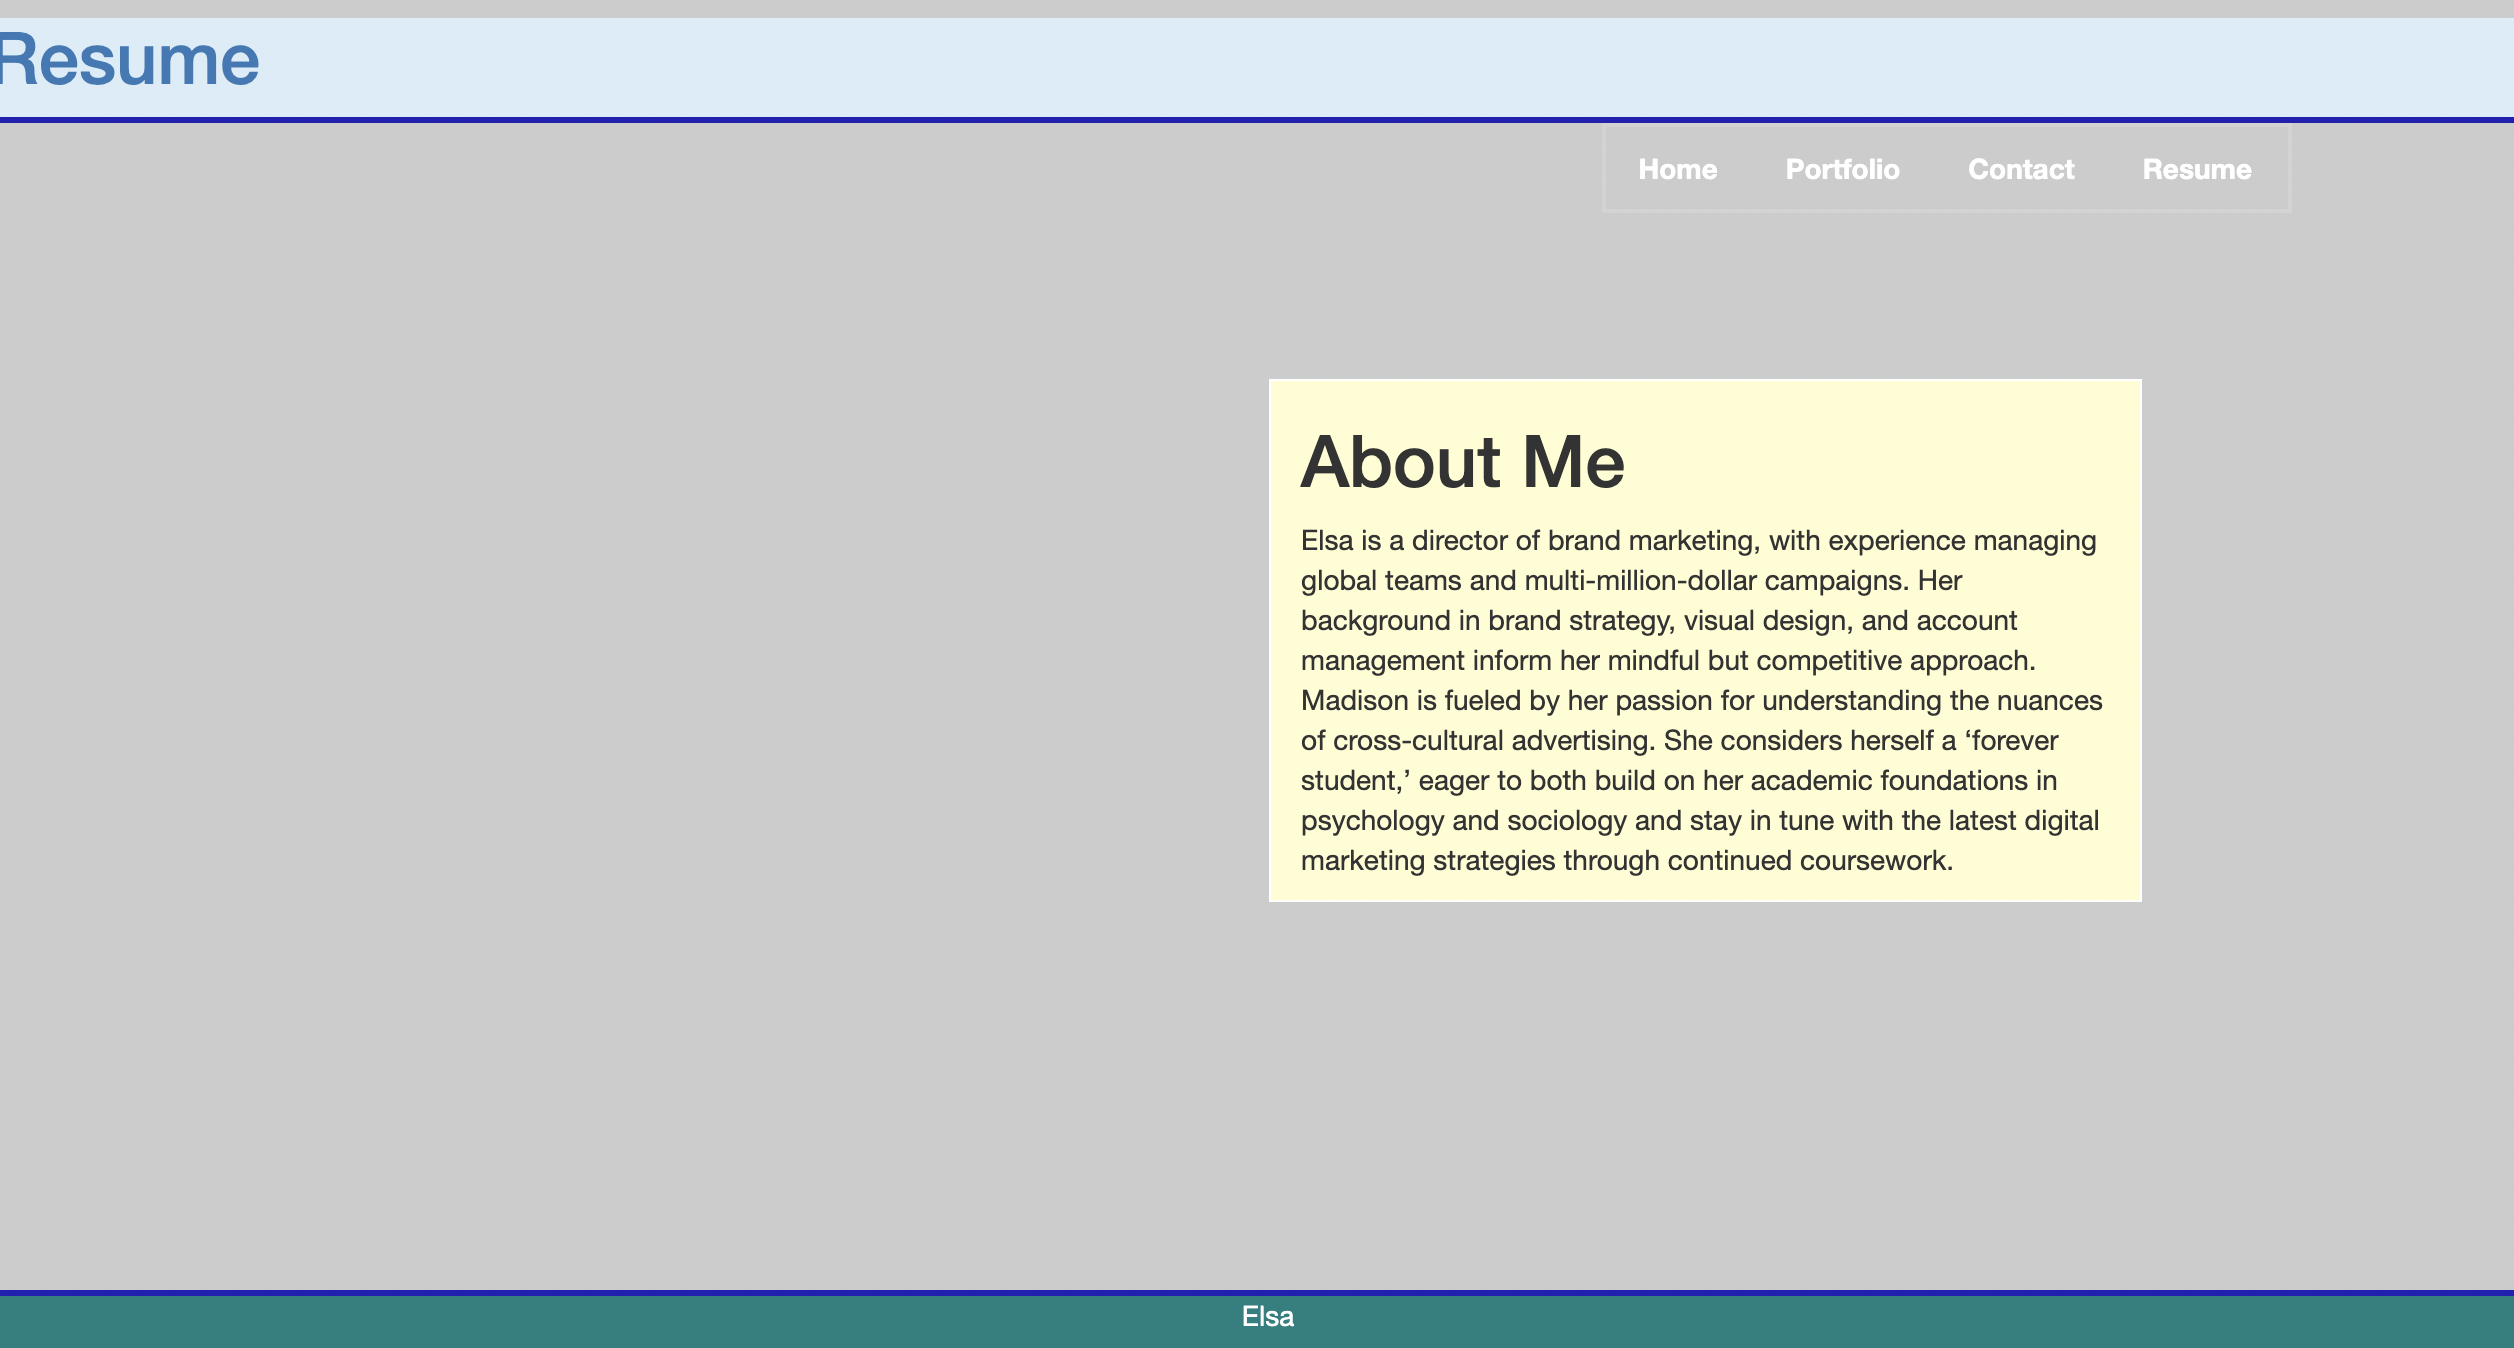 Resume
Home Portfolio Contact Resume
About Me
Elsa is a director of brand marketing, with experience managing
global teams and multi-million-dollar campaigns. Her
background in brand strategy, visual design, and account
management inform her mindful but competitive approach.
Madison is fueled by her passion for understanding the nuances
of cross-cultural advertising. She considers herself a ‘forever
student,’ eager to both build on her academic foundations in
psychology and sociology and stay in tune with the latest digital
marketing strategies through continued coursework.
Elsa